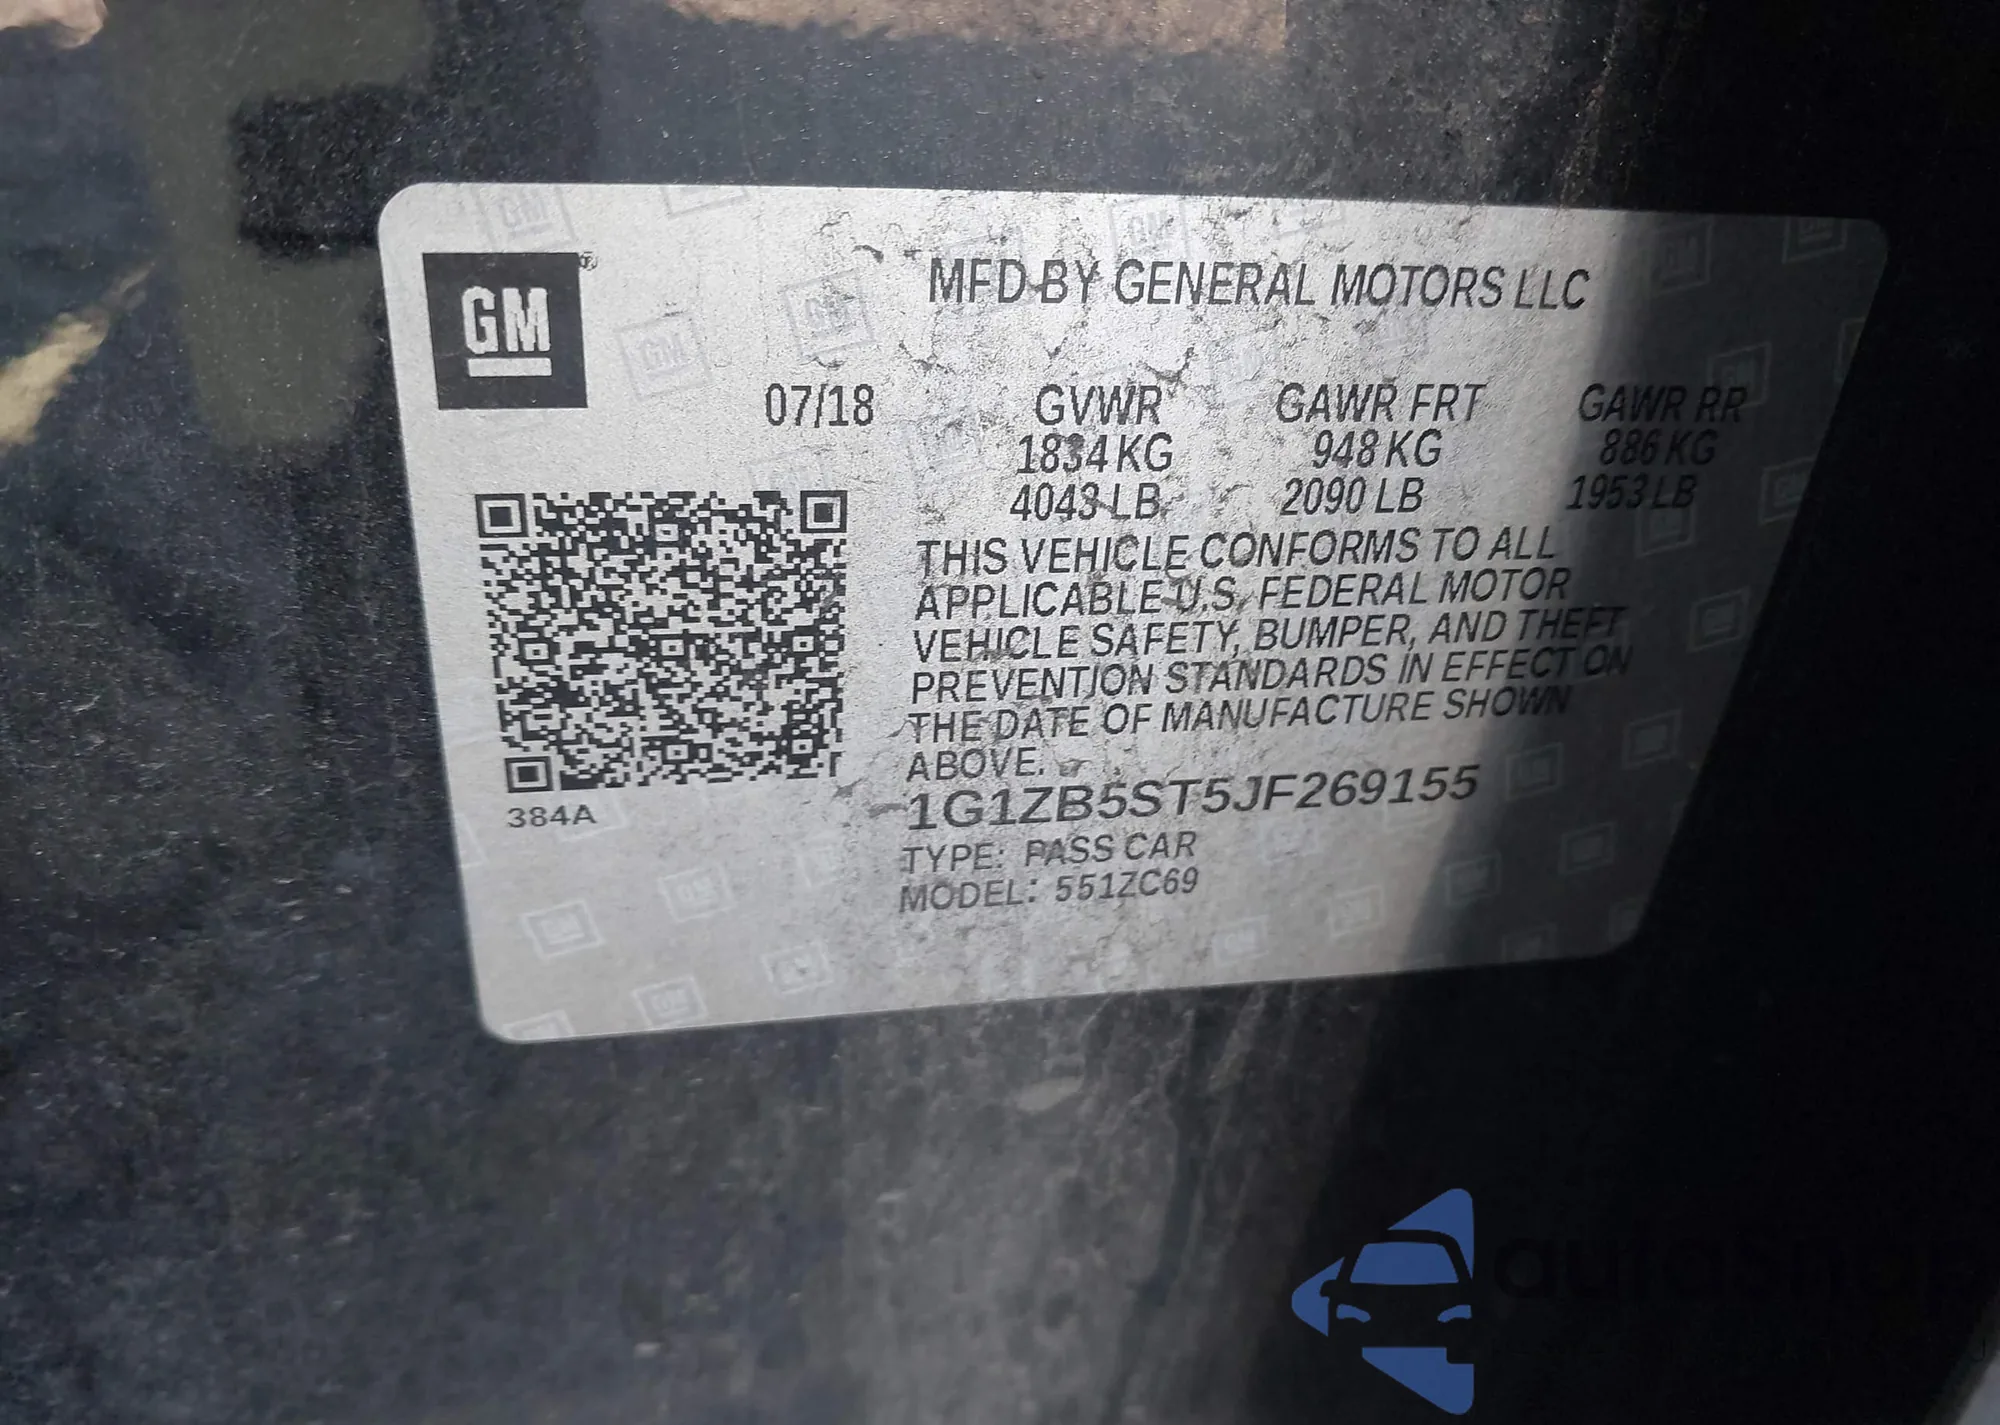 GM
MFD BY GENERAL MOTORS LLC
07/18 GVWR GAWR FRT GAWR RR
1834 KG 948 KG 886 KG
4043 LB 2090 LB 1953 LB
THIS VEHICLE CONFORMS TO ALL
APPLICABLE U.S. FEDERAL MOTOR
VEHICLE SAFETY, BUMPER, AND THEFT
PREVENTION STANDARDS IN EFFECT ON
THE DATE OF MANUFACTURE SHOWN
ABOVE.
384A
1G1ZB5ST5JF269155
TYPE: PASS CAR
MODEL: 551ZC69